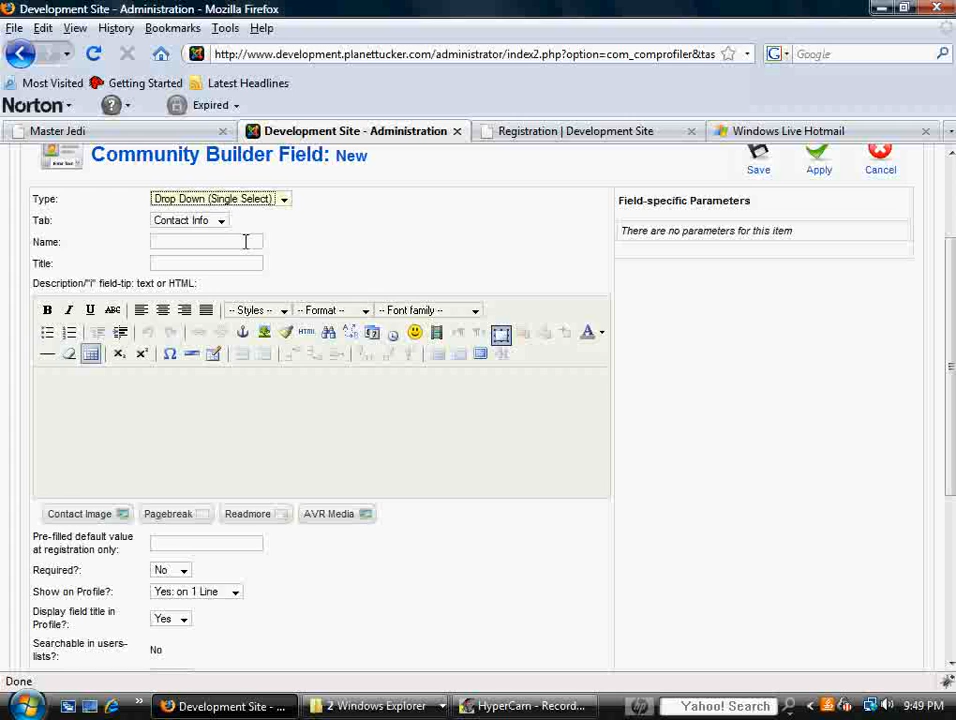 Development Site - Administration - Mozilla Firefox
File Edit View History Bookmarks Tools Help
http://www.development.planettucker.com/administrator/index2.php?option=com_comprofiler&tas
Google
Most Visited Getting Started Latest Headlines
Norton Expired
Master Jedi Development Site - Administration Registration | Development Site Windows Live Hotmail
Community Builder Field: New
Save Apply Cancel
Type: Drop Down (Single Select)
Field-specific Parameters
Tab: Contact Info
There are no parameters for this item
Name:
Title:
Description/"i" field-tip: text or HTML:
B I U ABC -- Styles -- -- Format -- -- Font family --
HTML A
Contact Image Pagebreak Readmore AVR Media
Pre-filled default value
at registration only:
Required?: No
Show on Profile?: Yes: on 1 Line
Display field title in
Profile?: Yes
Searchable in users-
lists?: No
Done
Development Site - ... 2 Windows Explorer HyperCam - Record... Yahoo! Search 9:49 PM